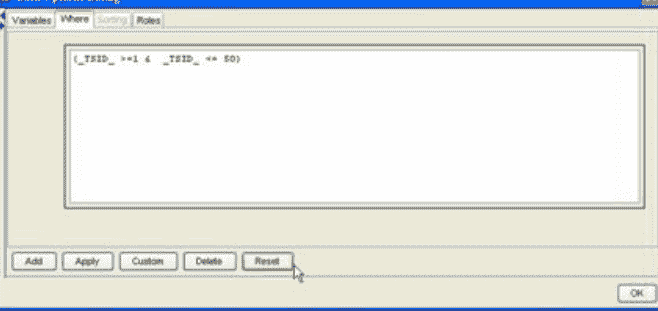 Variables Where Sorting Roles
(_TSID_ >=1 & _TSID_ <= 50)
Add Apply Custom Delete Reset
OK